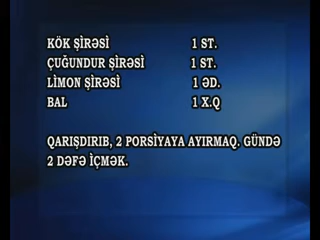 KÖK ŞİRƏSİ 1 ST.
ÇUĞUNDUR ŞİRƏSİ 1 ST.
LİMON ŞİRƏSİ 1 ƏD.
BAL 1 X.Q
QARIŞDIRIB, 2 PORSİYAYA AYIRMAQ. GÜNDƏ
2 DƏFƏ İÇMƏK.